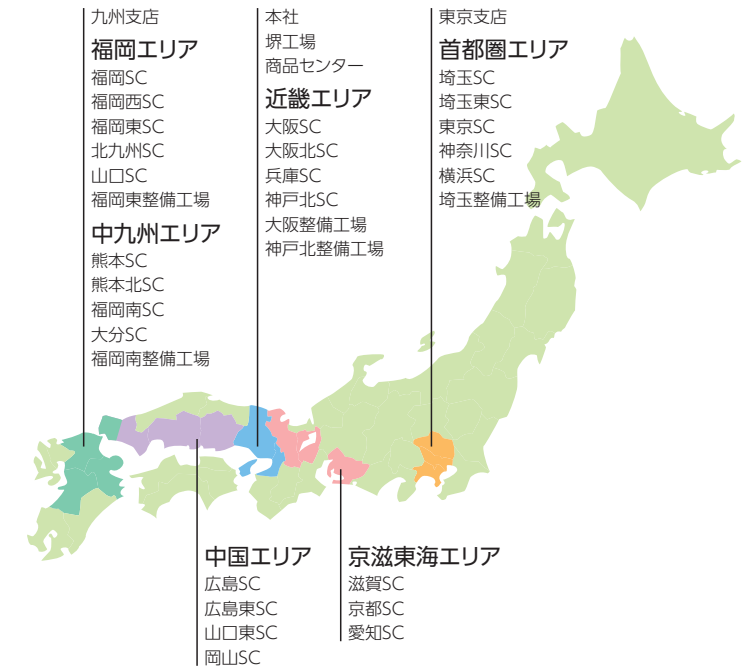 九州支店
福岡エリア
福岡SC
福岡西SC
福岡東SC
北九州SC
山口SC
福岡東整備工場
中九州エリア
熊本SC
熊本北SC
福岡南SC
大分SC
福岡南整備工場
本社
堺工場
商品センター
近畿エリア
大阪SC
大阪北SC
兵庫SC
神戸北SC
大阪整備工場
神戸北整備工場
東京支店
首都圏エリア
埼玉SC
埼玉東SC
東京SC
神奈川SC
横浜SC
埼玉整備工場
中国エリア
広島SC
広島東SC
山口東SC
岡山SC
京滋東海エリア
滋賀SC
京都SC
愛知SC